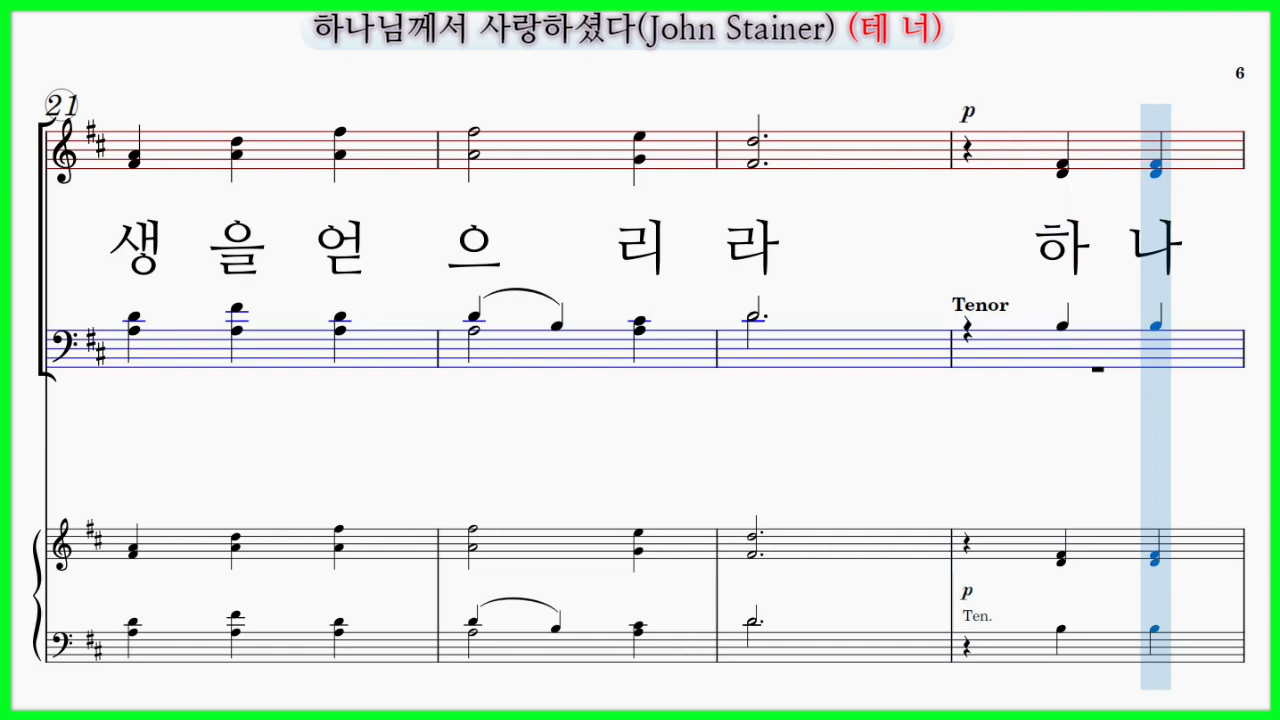 하나님께서 사랑하셨다(John Stainer) (테 너)
6
21
p
생 을 얻 으 리 라 하 나
Tenor
p
Ten.